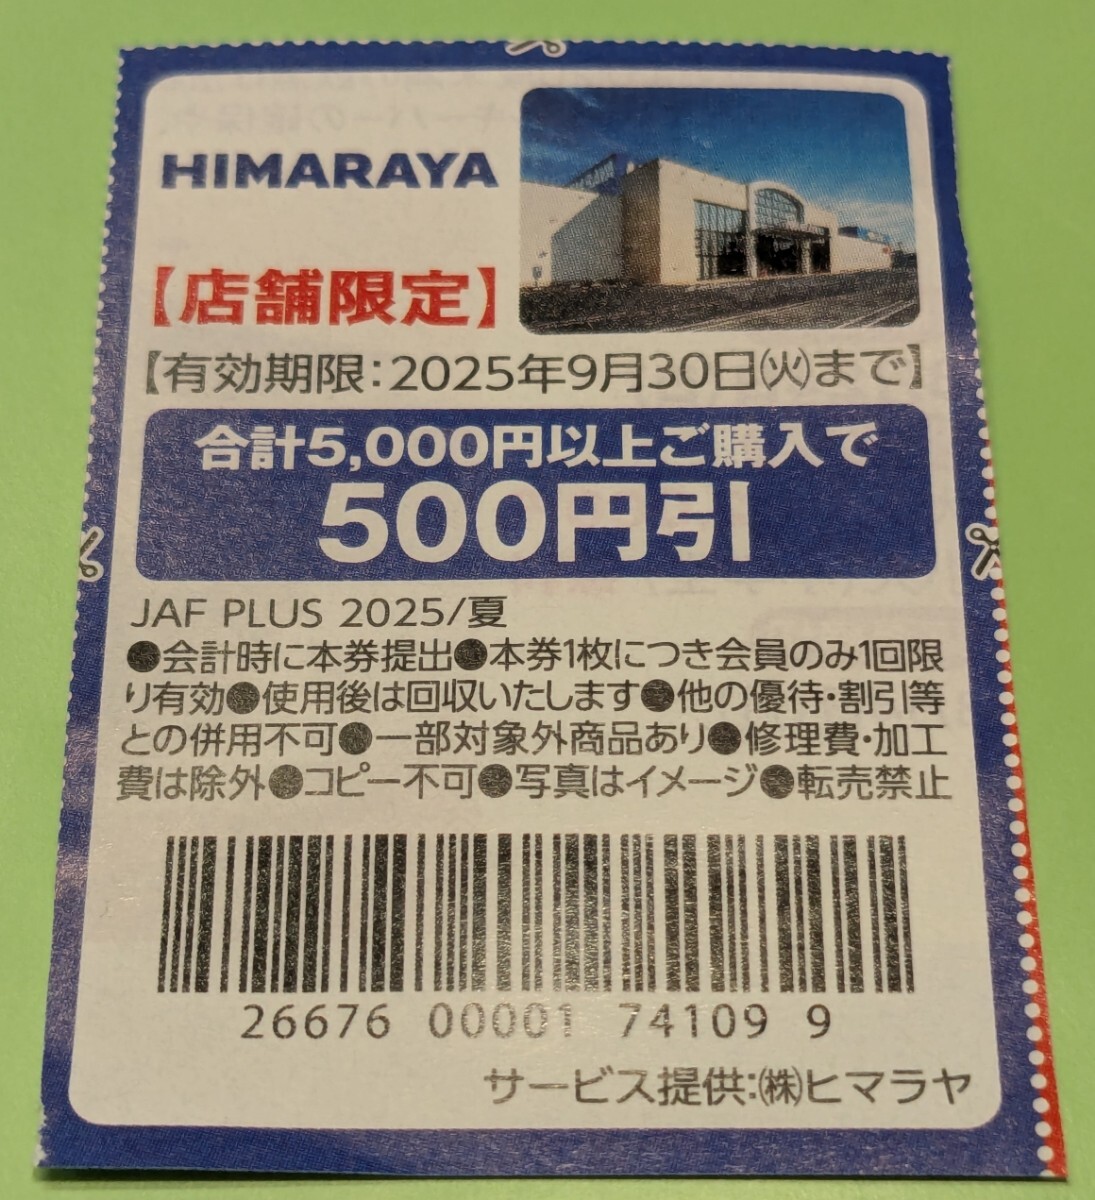 HIMARAYA
【店舗限定】
【有効期限:2025年9月30日㈫まで】
合計5,000円以上ご購入で
500円引
JAF PLUS 2025/夏
●会計時に本券提出●本券1枚につき会員のみ1回限
り有効●使用後は回収いたします●他の優待・割引等
との併用不可●一部対象外商品あり●修理費・加工
費は除外●コピー不可●写真はイメージ●転売禁止
26676 00001 74109 9
サービス提供:㈱ヒマラヤ